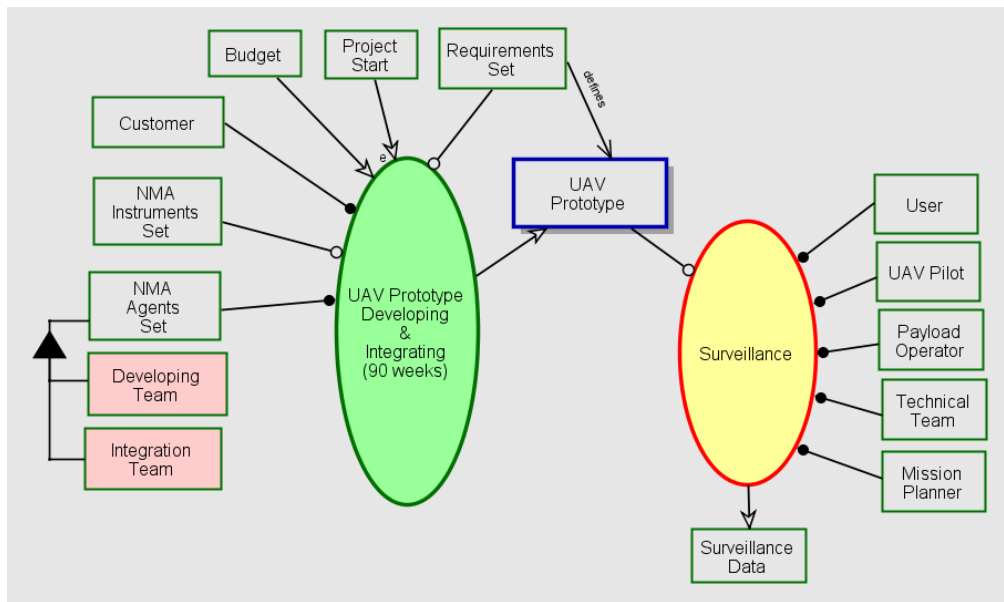 Budget
Project
Start
Requirements
Set
defines
Customer
e
NMA
Instruments
Set
NMA
Agents
Set
Developing
Team
Integration
Team
UAV Prototype
Developing
&
Integrating
(90 weeks)
UAV
Prototype
Surveillance
User
UAV Pilot
Payload
Operator
Technical
Team
Mission
Planner
Surveillance
Data